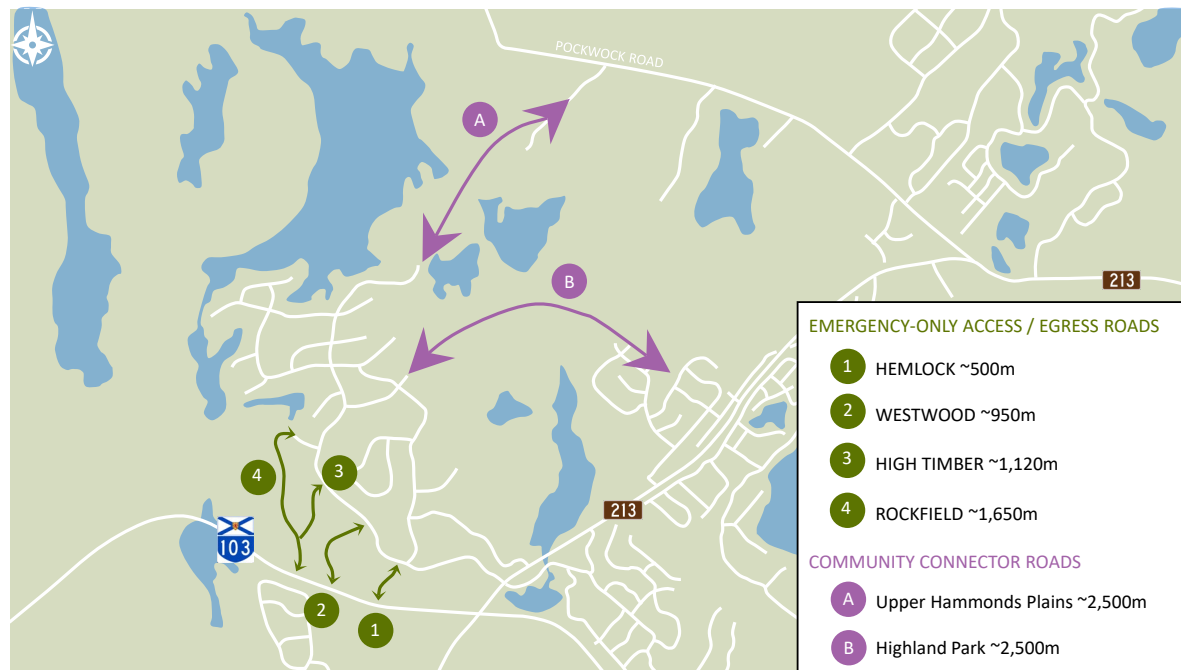 POCKWOCK ROAD
A
213
B
EMERGENCY-ONLY ACCESS / EGRESS ROADS
1 HEMLOCK ~500m
2 WESTWOOD ~950m
3 HIGH TIMBER ~1,120m
4 ROCKFIELD ~1,650m
COMMUNITY CONNECTOR ROADS
A Upper Hammonds Plains ~2,500m
B Highland Park ~2,500m
3
4
213
103
2
1